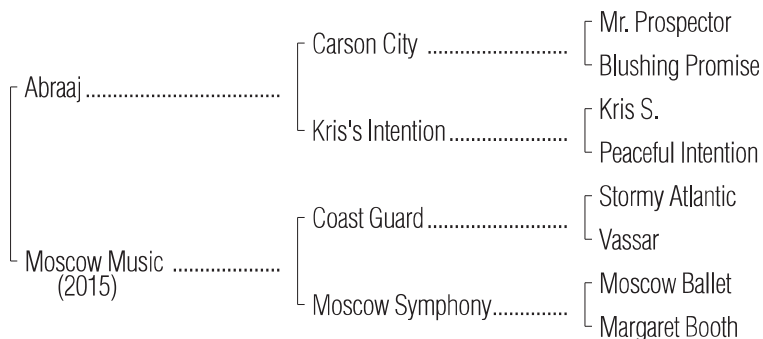 Mr. Prospector
Carson City
Blushing Promise
Abraaj
Kris S.
Kris's Intention
Peaceful Intention
Stormy Atlantic
Coast Guard
Vassar
Moscow Music
(2015)
Moscow Ballet
Moscow Symphony
Margaret Booth